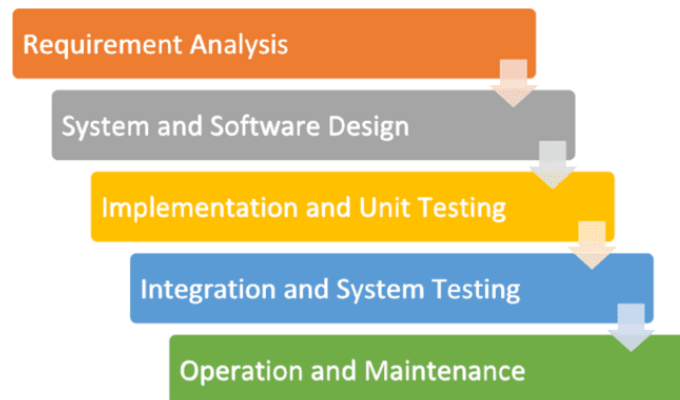 Requirement Analysis
System and Software Design
Implementation and Unit Testing
Integration and System Testing
Operation and Maintenance